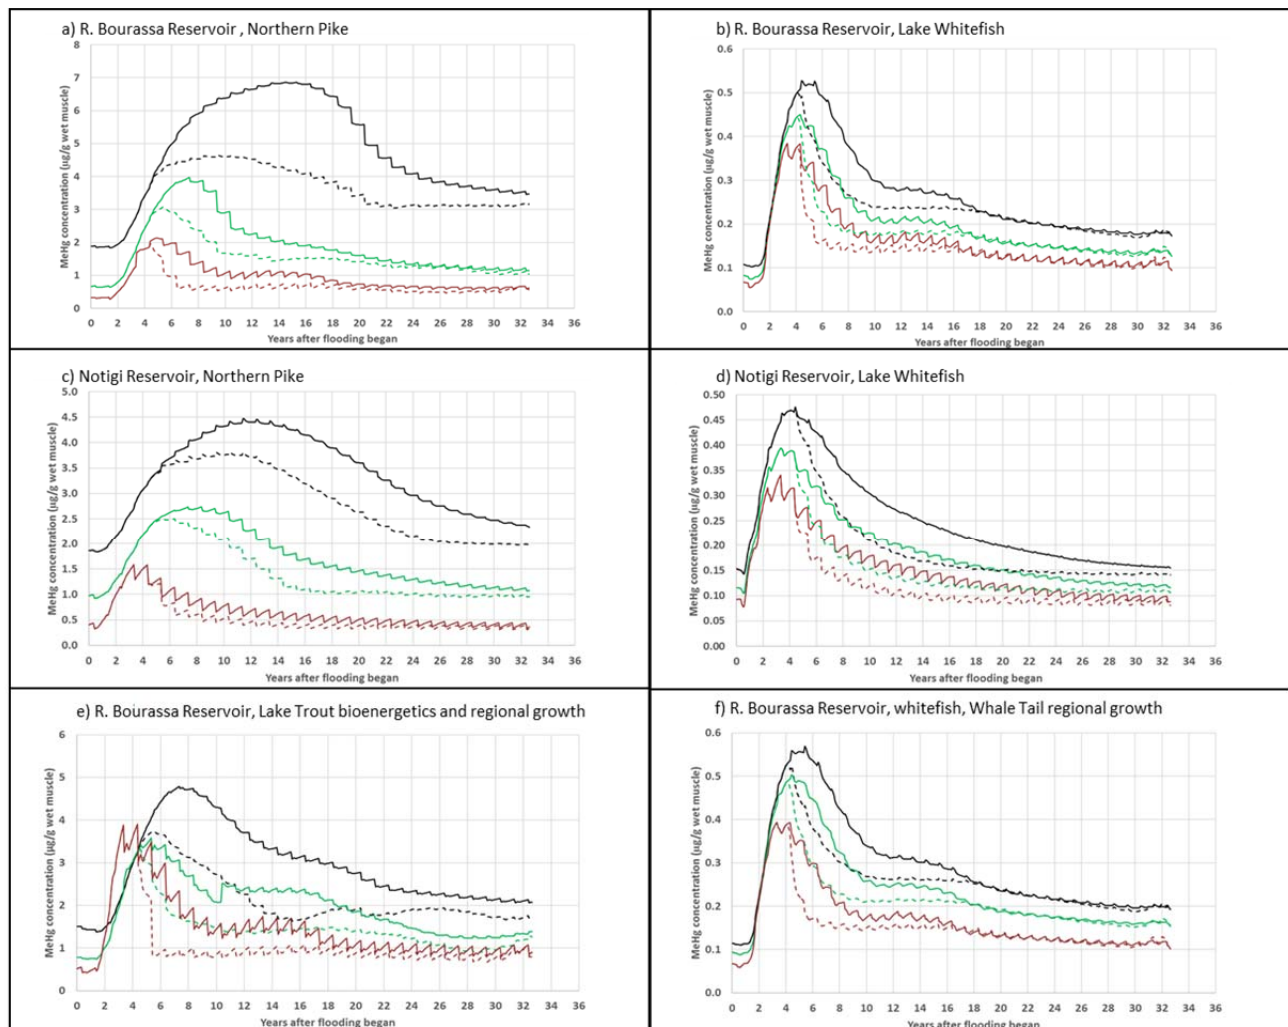 a) R. Bourassa Reservoir , Northern Pike
MeHg concentration (µg/g wet muscle)
8
7
6
5
4
3
2
1
0
0 2 4 6 8 10 12 14 16 18 20 22 24 26 28 30 32 34 36
Years after flooding began
b) R. Bourassa Reservoir, Lake Whitefish
MeHg concentration (µg/g wet muscle)
0.6
0.5
0.4
0.3
0.2
0.1
0.0
0 2 4 6 8 10 12 14 16 18 20 22 24 26 28 30 32 34 36
Years after flooding began
c) Notigi Reservoir, Northern Pike
MeHg concentration (µg/g wet muscle)
5.0
4.5
4.0
3.5
3.0
2.5
2.0
1.5
1.0
0.5
0.0
0 2 4 6 8 10 12 14 16 18 20 22 24 26 28 30 32 34 36
Years after flooding began
d) Notigi Reservoir, Lake Whitefish
MeHg concentration (µg/g wet muscle)
0.50
0.45
0.40
0.35
0.30
0.25
0.20
0.15
0.10
0.05
0.00
0 2 4 6 8 10 12 14 16 18 20 22 24 26 28 30 32 34 36
Years after flooding began
e) R. Bourassa Reservoir, Lake Trout bioenergetics and regional growth
MeHg concentration (µg/g wet muscle)
6
5
4
3
2
1
0
0 2 4 6 8 10 12 14 16 18 20 22 24 26 28 30 32 34 36
Years after flooding began
f) R. Bourassa Reservoir, whitefish, Whale Tail regional growth
MeHg concentration (µg/g wet muscle)
0.6
0.5
0.4
0.3
0.2
0.1
0.0
0 2 4 6 8 10 12 14 16 18 20 22 24 26 28 30 32 34 36
Years after flooding began